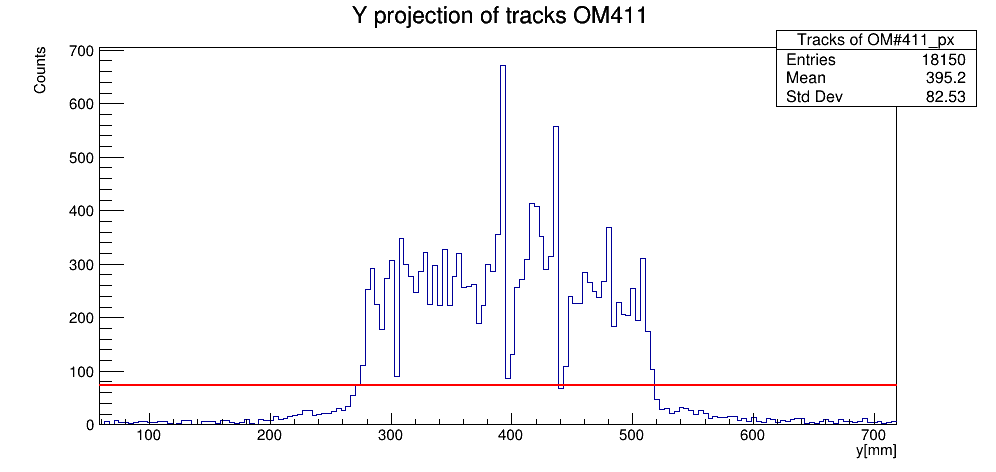 Y projection of tracks OM411
Tracks of OM#411_px
Entries 18150
Mean 395.2
Std Dev 82.53
Counts
700
600
500
400
300
200
100
0
100 200 300 400 500 600 700
y[mm]